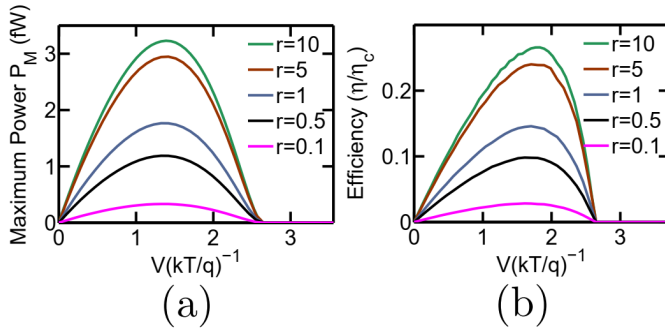 Maximum Power P_M (fW)
3
2
1
0
0
1
2
3
V(kT/q)^-1
r=10
r=5
r=1
r=0.5
r=0.1
(a)
Efficiency (η/η_c)
0.2
0.1
0
0
1
2
3
V(kT/q)^-1
r=10
r=5
r=1
r=0.5
r=0.1
(b)